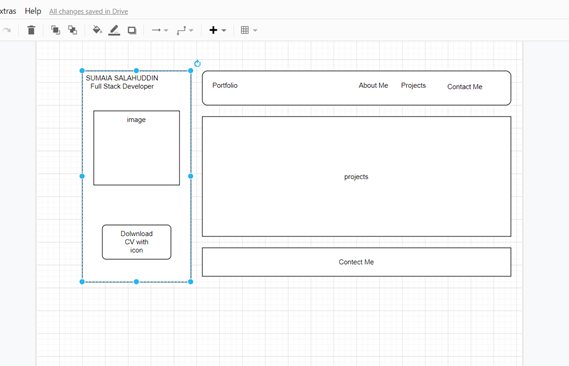 xtras Help All changes saved in Drive
SUMAIA SALAHUDDIN
Full Stack Developer
image
Dolwnload
CV with
icon
Portfolio About Me Projects Contact Me
projects
Contect Me